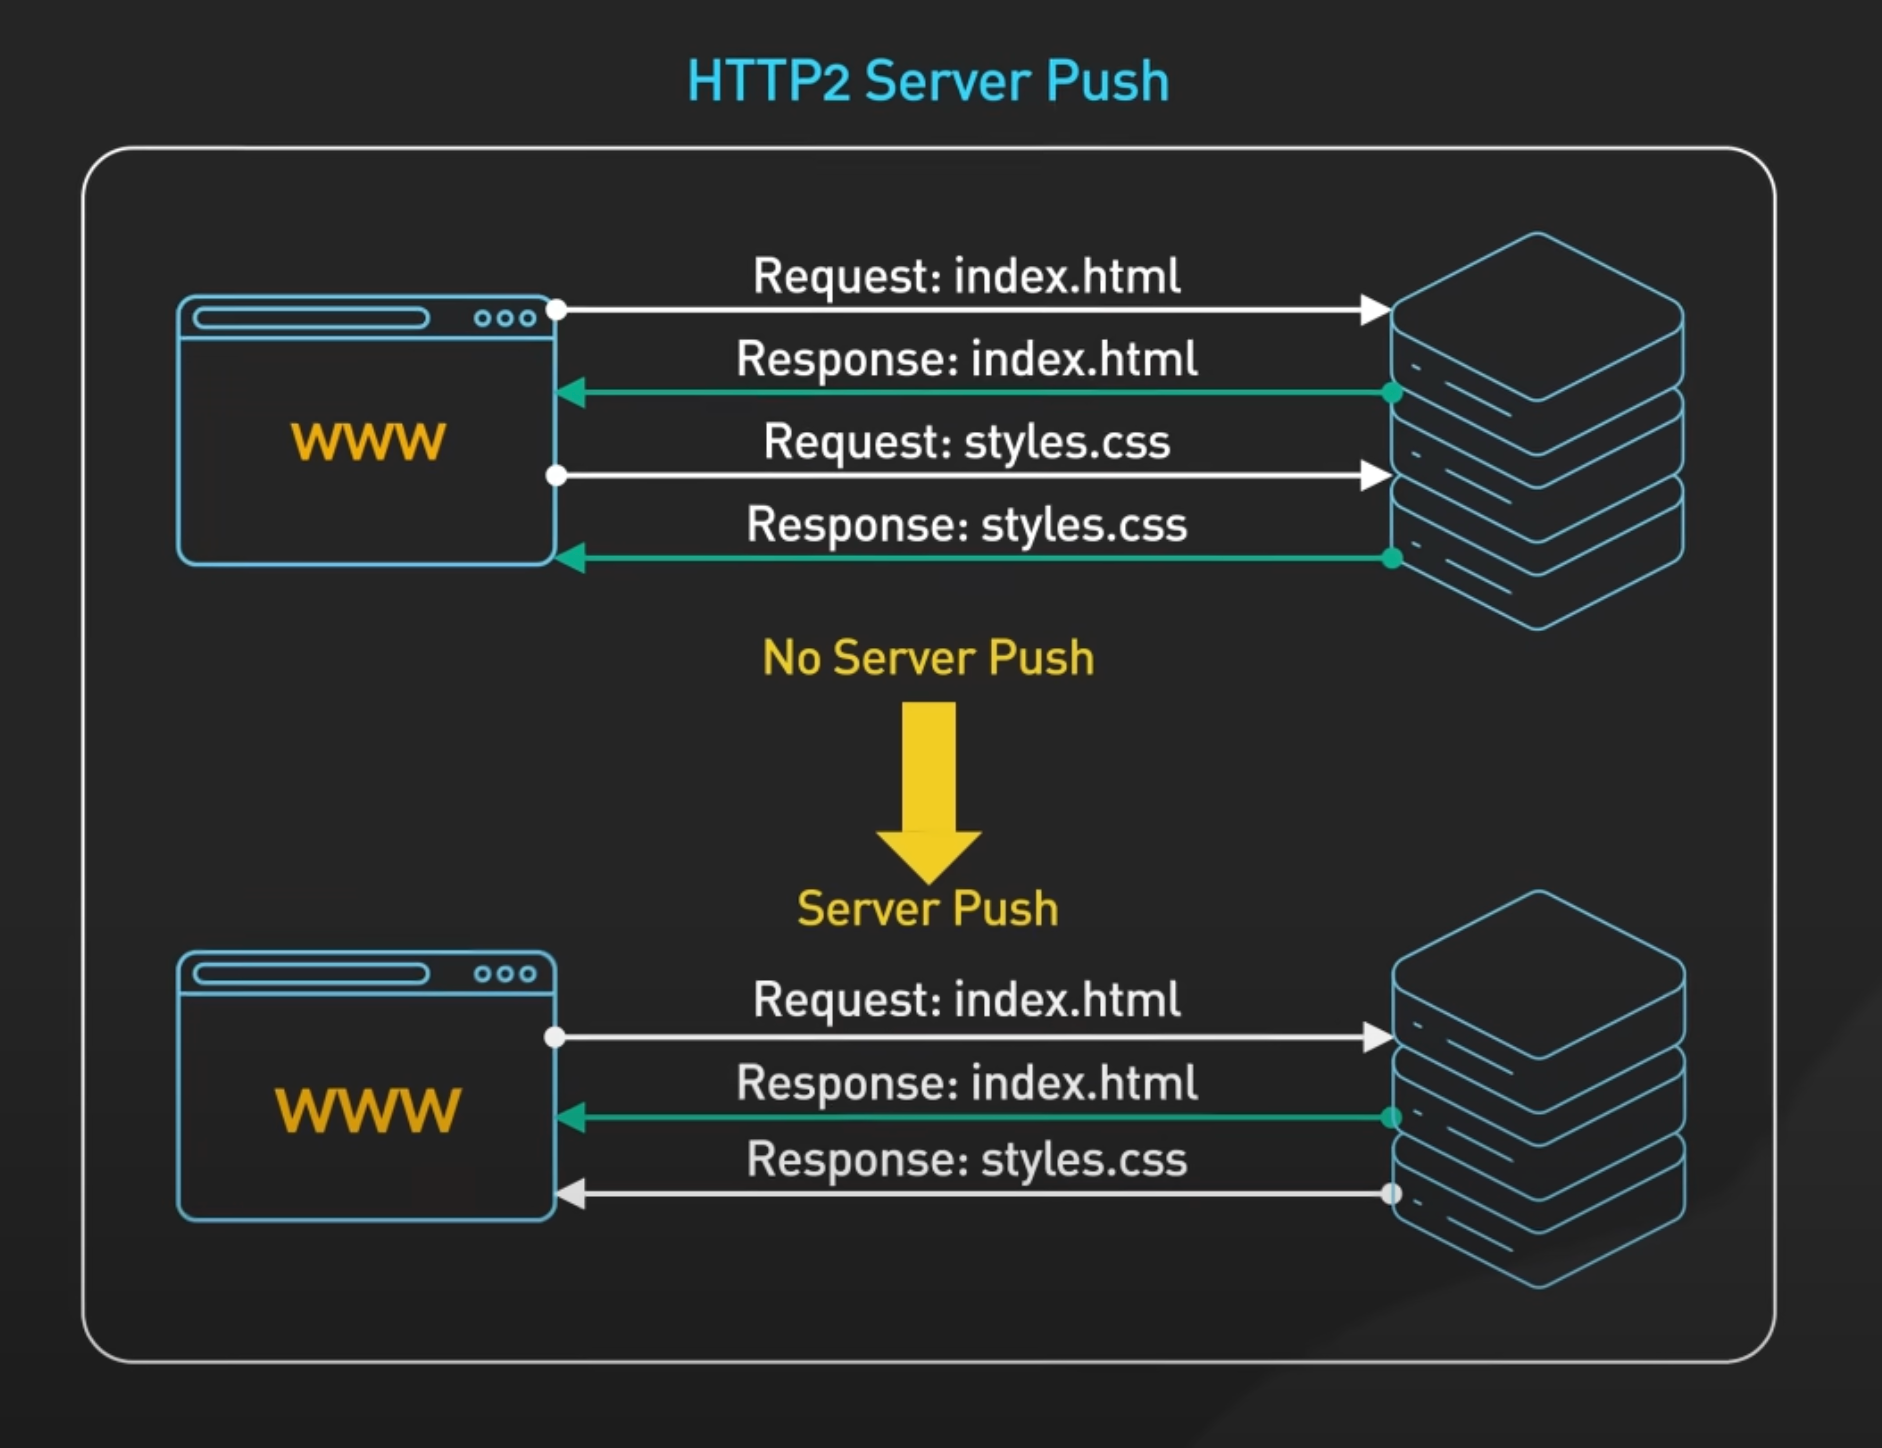 HTTP2 Server Push
Request: index.html
Response: index.html
www
Request: styles.css
Response: styles.css
No Server Push
Server Push
Request: index.html
Response: index.html
www
Response: styles.css